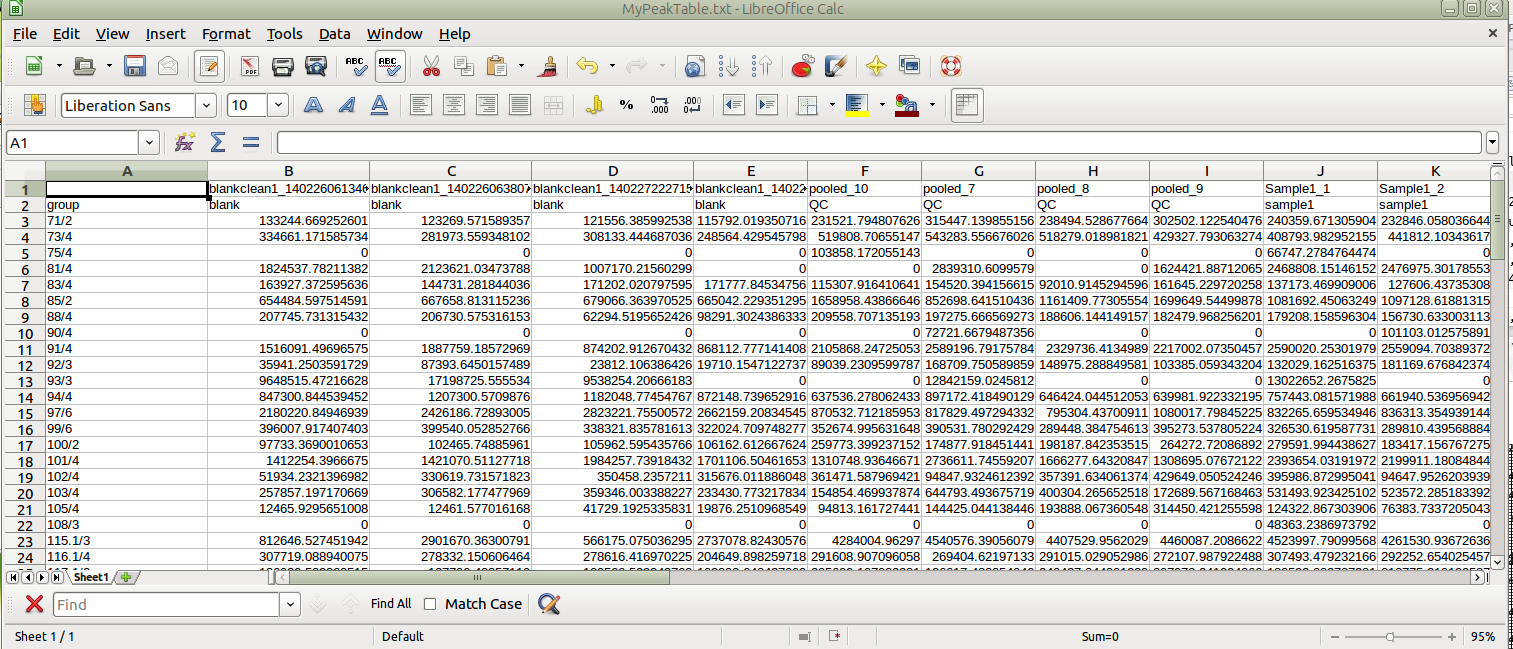 MyPeakTable.txt - LibreOffice Calc
File Edit View Insert Format Tools Data Window Help
Liberation Sans 10
A1
A B C D E F G H I J K
1 blankclean1_140226061346 blankclean1_14022606380 blankclean1_140227222715 blankclean1_14022 pooled_10 pooled_7 pooled_8 pooled_9 Sample1_1 Sample1_2
2 group blank blank blank blank QC QC QC QC sample1 sample1
3 71/2 133244.669252601 123269.571589357 121556.385992538 115792.019350716 231521.794807626 315447.139855156 238494.528677664 302502.122540476 240359.671305904 232846.058036644
4 73/4 334661.171585734 281973.559348102 308133.444687036 248564.429545798 519808.70655147 543283.556676026 518279.018981821 429327.793063274 408793.982952155 441812.10343617
5 75/4 0 0 0 0 103858.172055143 0 0 0 66747.2784764474 0
6 81/4 1824537.78211382 2123621.03473788 1007170.21560299 0 0 2839310.6099579 0 1624421.88712065 2468808.15146152 2476975.30178553
7 83/4 163927.372595636 144731.281844036 171202.020797595 171777.84534756 115307.916410641 154520.394156615 92010.9145294596 161645.229720258 137173.469909006 127606.43735308
8 85/2 654484.597514591 667658.813115236 679066.363970525 665042.229351295 1658958.43866646 852698.641510436 1161409.77305554 1699649.54499878 1081692.45063249 1097128.61881315
9 88/4 207745.731315432 206730.575316153 62294.5195652426 98291.3024386333 209558.707135193 197275.666569273 188606.144149157 182479.968256201 179208.158596304 156730.633003113
10 90/4 0 0 0 0 0 72721.6679487356 0 0 0 101103.012575891
11 91/4 1516091.49696575 1887759.18572969 874202.912670432 868112.777141408 2105868.24725053 2589196.79175784 2329736.4134989 2217002.07350457 2590020.25301979 2559094.70389372
12 92/3 35941.2503591729 87393.6450157489 23812.106386426 19710.1547122737 89039.2309599787 168709.750589859 148975.288849581 103385.059343204 132029.162516375 181169.676842374
13 93/3 9648515.47216628 17198725.555534 9538254.20666183 0 0 12842159.0245812 0 0 13022652.2675825 0
14 94/4 847300.844539452 1207300.5709876 1182048.77454767 872148.739652916 637536.278062433 897172.418490129 646424.044512053 639981.922332195 757443.081571988 661940.536956942
15 97/6 2180220.84946939 2426186.72893005 2823221.75500572 2662159.20834545 870532.712185953 817829.497294332 795304.43700911 1080017.79845225 832265.659534946 836313.354939144
16 99/6 396007.917407403 399540.052852766 338321.835781613 322024.709748277 352674.995631648 390531.780292429 289448.384754613 395273.537805224 326530.619587731 289810.439568884
17 100/2 97733.3690010653 102465.74885961 105962.595435766 106162.612667624 259773.399237152 174877.918451441 198187.842353515 264272.72086892 279591.994438627 183417.156767275
18 101/4 1412254.3966675 1421070.51127718 1984257.73918432 1701106.50461653 1310748.93646671 2736611.74559207 1666277.64320847 1308695.07672122 2393654.03191972 2199911.18084844
19 102/4 51934.2321396982 330619.731571823 350458.2357211 315676.011886048 361471.587969421 94847.9324612392 357391.634061374 429649.050524246 395986.872995041 94647.9526203939
20 103/4 257857.197170669 306582.177477969 359346.003388227 233430.773217834 154854.469937874 644793.493675719 400304.265652518 172689.567168463 531493.923425102 523572.285183392
21 105/4 12465.9295651008 12461.577016168 41729.1925335831 19876.2510968549 94813.161727441 144425.044138446 193888.067360548 314450.421255598 124322.867303906 76383.7337205043
22 108/3 0 0 0 0 0 0 0 0 48363.2386973792 0
23 115.1/3 812646.527451942 2901670.36300791 566175.075036295 2737078.82430576 4284004.96297 4540576.39056079 4407529.9562029 4460087.2086622 4523997.79099568 4261530.93672636
24 116.1/4 307719.088940075 278332.150606464 278616.416970225 204649.898259718 291608.907096058 269404.62197133 291015.029052986 272107.987922488 307493.479232166 292252.654025457
Sheet1
Find Find All Match Case
Sheet 1 / 1 Default Sum=0 95%